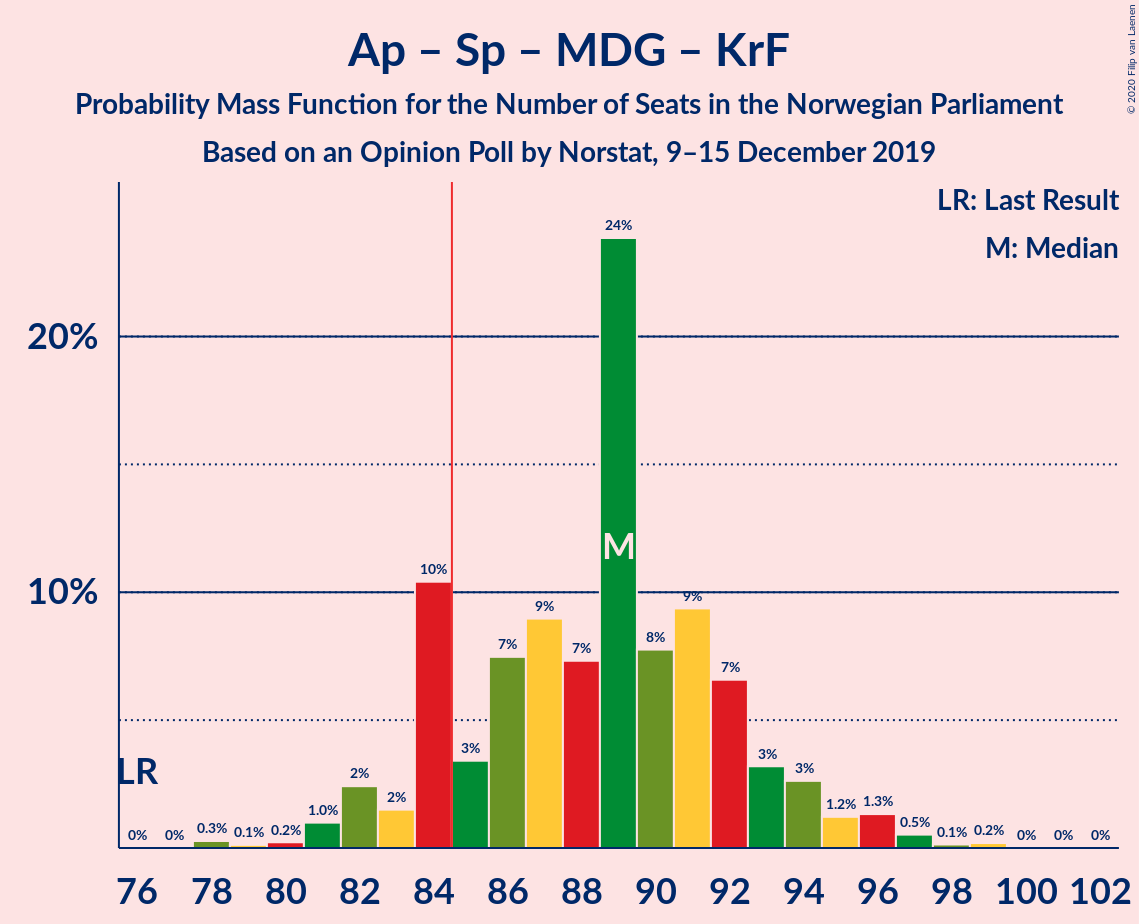 Ap – Sp – MDG – KrF
Probability Mass Function for the Number of Seats in the Norwegian Parliament
Based on an Opinion Poll by Norstat, 9–15 December 2019
© 2020 Filip van Laenen
LR: Last Result
M: Median
20%
10%
LR
M
0% 0% 0.3% 0.1% 0.2% 1.0% 2% 2% 10% 3% 7% 9% 7% 24% 8% 9% 7% 3% 3% 1.2% 1.3% 0.5% 0.1% 0.2% 0% 0% 0%
76 78 80 82 84 86 88 90 92 94 96 98 100 102